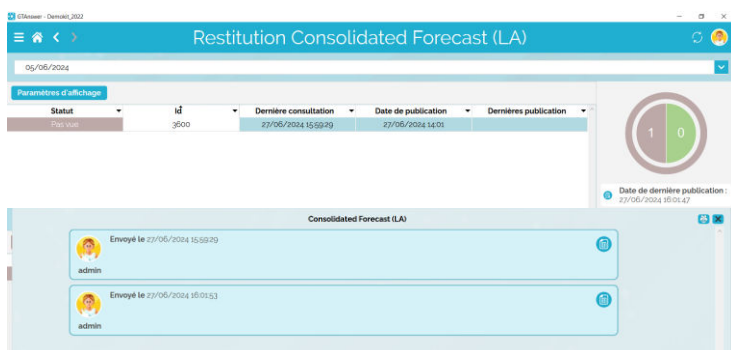 GTAnswer - Demokit_2022
Restitution Consolidated Forecast (LA)
05/06/2024
Paramètres d'affichage
Statut Id Dernière consultation Date de publication Dernières publication
Pas vue 3600 27/06/2024 15:59:29 27/06/2024 14:01
1 0
Date de dernière publication :
27/06/2024 16:01:47
Consolidated Forecast (LA)
Envoyé le 27/06/2024 15:59:29
admin
Envoyé le 27/06/2024 16:01:53
admin